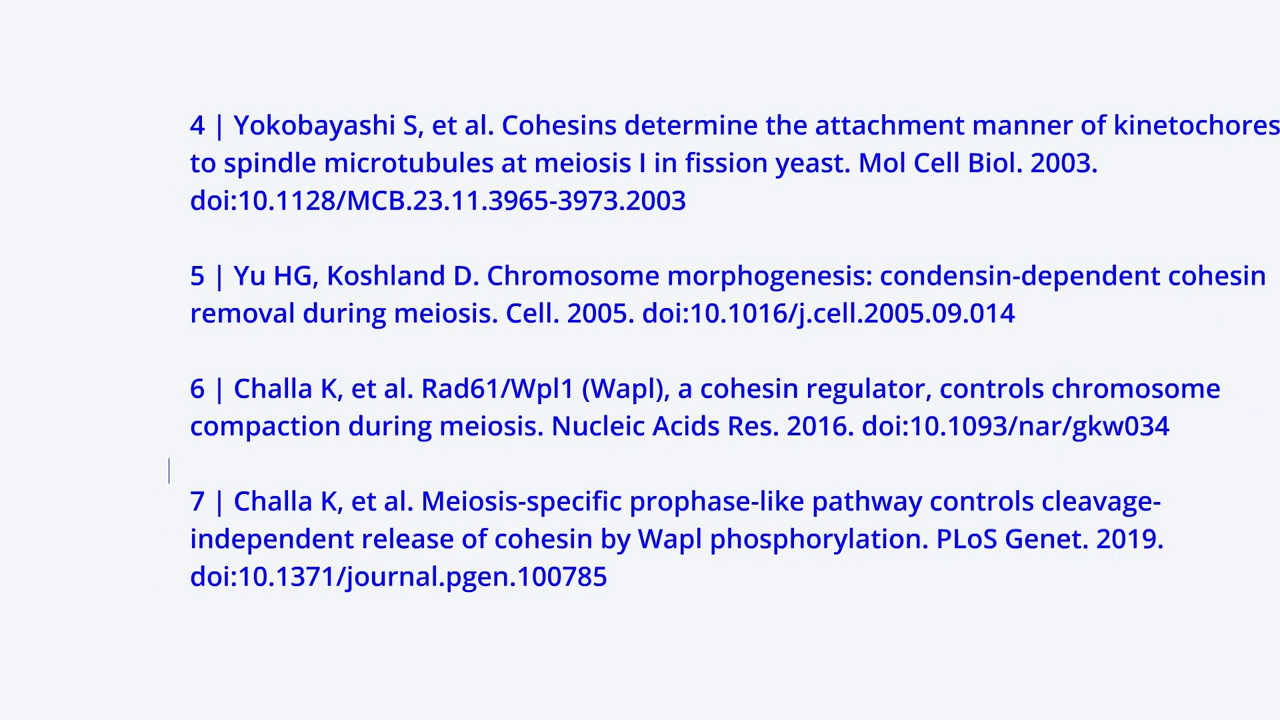 4 | Yokobayashi S, et al. Cohesins determine the attachment manner of kinetochores
to spindle microtubules at meiosis I in fission yeast. Mol Cell Biol. 2003.
doi:10.1128/MCB.23.11.3965-3973.2003
5 | Yu HG, Koshland D. Chromosome morphogenesis: condensin-dependent cohesin
removal during meiosis. Cell. 2005. doi:10.1016/j.cell.2005.09.014
6 | Challa K, et al. Rad61/Wpl1 (Wapl), a cohesin regulator, controls chromosome
compaction during meiosis. Nucleic Acids Res. 2016. doi:10.1093/nar/gkw034
7 | Challa K, et al. Meiosis-specific prophase-like pathway controls cleavage-
independent release of cohesin by Wapl phosphorylation. PLoS Genet. 2019.
doi:10.1371/journal.pgen.100785